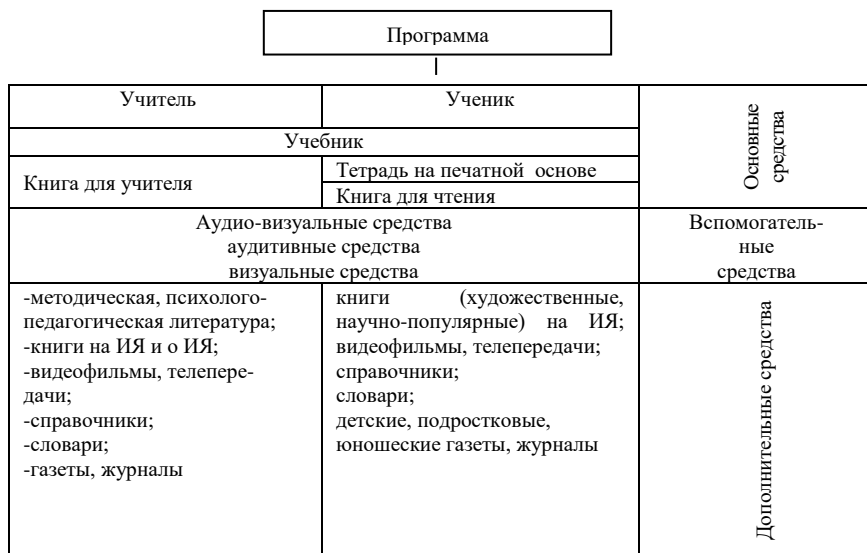 Программа
Учитель
Ученик
Основные
средства
Учебник
Книга для учителя
Тетрадь на печатной основе
Книга для чтения
Аудио-визуальные средства
аудитивные средства
визуальные средства
Вспомогатель-
ные
средства
-методическая, психолого-
педагогическая литература;
-книги на ИЯ и о ИЯ;
-видеофильмы, телепере-
дачи;
-справочники;
-словари;
-газеты, журналы
книги (художественные,
научно-популярные) на ИЯ;
видеофильмы, телепередачи;
справочники;
словари;
детские, подростковые,
юношеские газеты, журналы
Дополнительные средства